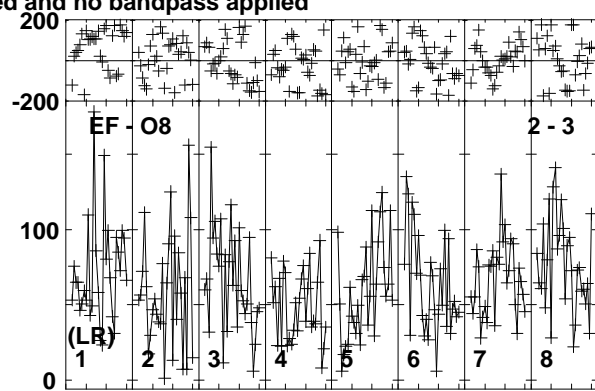 ed and no bandpass applied
200
-200
EF - O8 2 - 3
100
(LR)
1 2 3 4 5 6 7 8
0